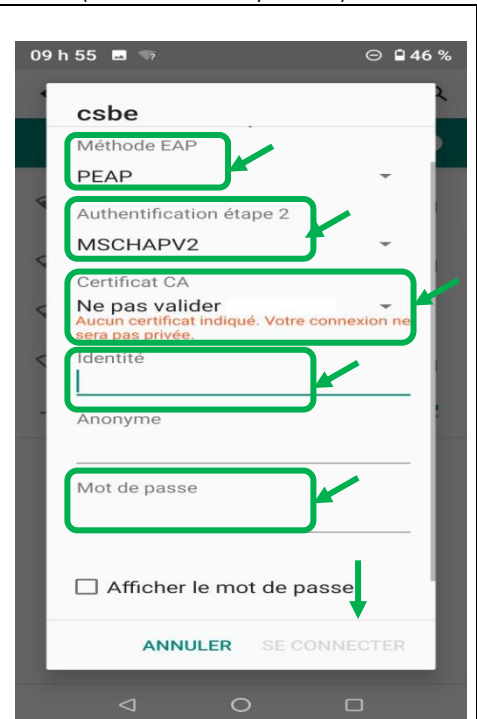 09 h 55
46 %
csbe
Méthode EAP
PEAP
Authentification étape 2
MSCHAPV2
Certificat CA
Ne pas valider
Aucun certificat indiqué. Votre connexion ne
sera pas privée.
Identité
Anonyme
Mot de passe
Afficher le mot de passe
ANNULER SE CONNECTER